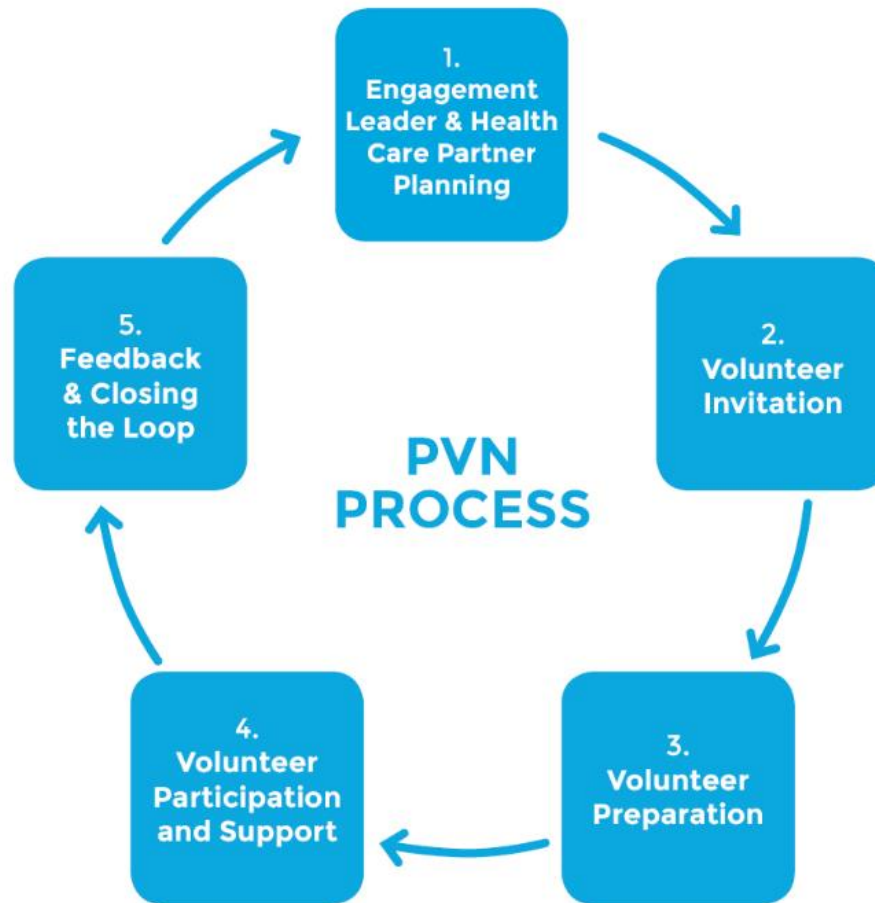 1.
Engagement
Leader & Health
Care Partner
Planning
2.
Volunteer
Invitation
3.
Volunteer
Preparation
4.
Volunteer
Participation
and Support
5.
Feedback
& Closing
the Loop
PVN
PROCESS